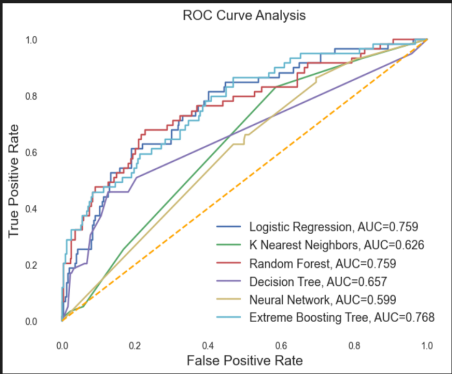 ROC Curve Analysis
1.0
0.8
0.6
0.4
0.2
0.0
True Positive Rate
Logistic Regression, AUC=0.759
K Nearest Neighbors, AUC=0.626
Random Forest, AUC=0.759
Decision Tree, AUC=0.657
Neural Network, AUC=0.599
Extreme Boosting Tree, AUC=0.768
0.0 0.2 0.4 0.6 0.8 1.0
False Positive Rate